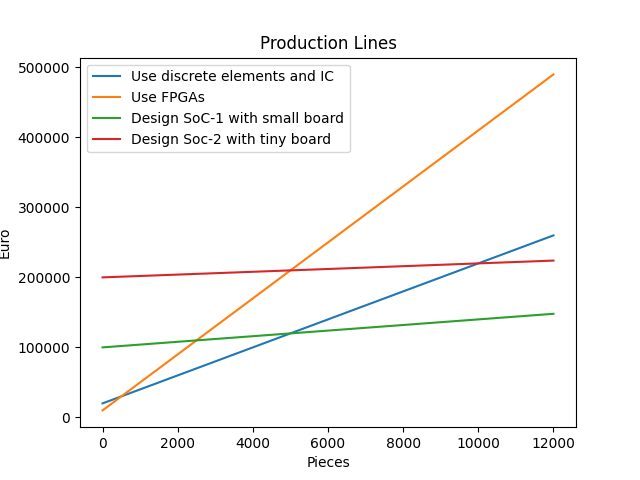 Production Lines
Use discrete elements and IC
Use FPGAs
Design SoC-1 with small board
Design Soc-2 with tiny board
500000
400000
300000
200000
100000
0
Euro
0 2000 4000 6000 8000 10000 12000
Pieces